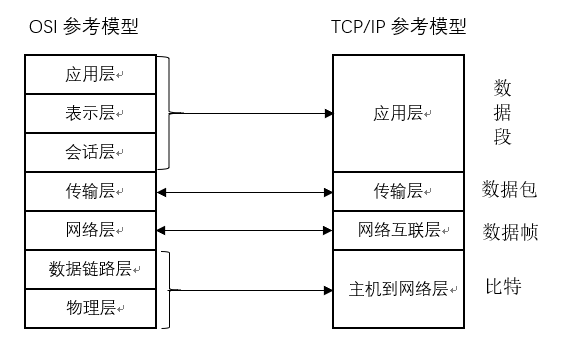 OSI 参考模型
TCP/IP 参考模型
应用层
表示层
会话层
传输层
网络层
数据链路层
物理层
应用层
传输层
网络互联层
主机到网络层
数
据
段
数据包
数据帧
比特